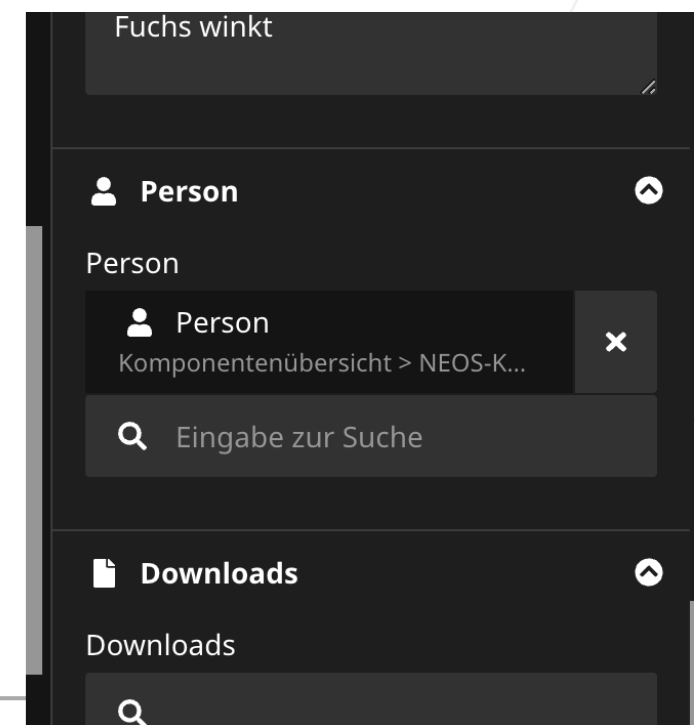 Fuchs winkt
Person
Person
Person
Komponentenübersicht > NEOS-K...
Eingabe zur Suche
Downloads
Downloads